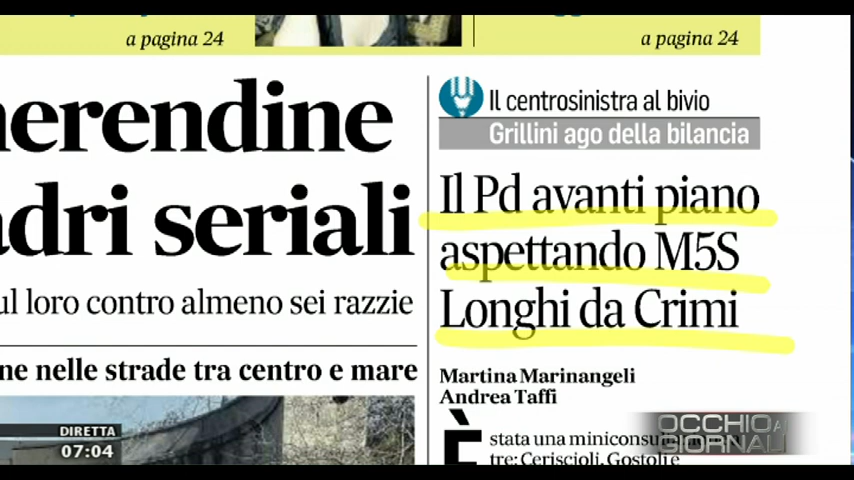 a pagina 24
a pagina 24
merendine
adri seriali
ul loro contro almeno sei razzie
ne nelle strade tra centro e mare
Il centrosinistra al bivio
Grillini ago della bilancia
Il Pd avanti piano
aspettando M5S
Longhi da Crimi
Martina Marinangeli
Andrea Taffi
È stata una
tre: Ceriscioli, Gostoli e
DIRETTA
07:04
OCCHIO AI
GIORNALI